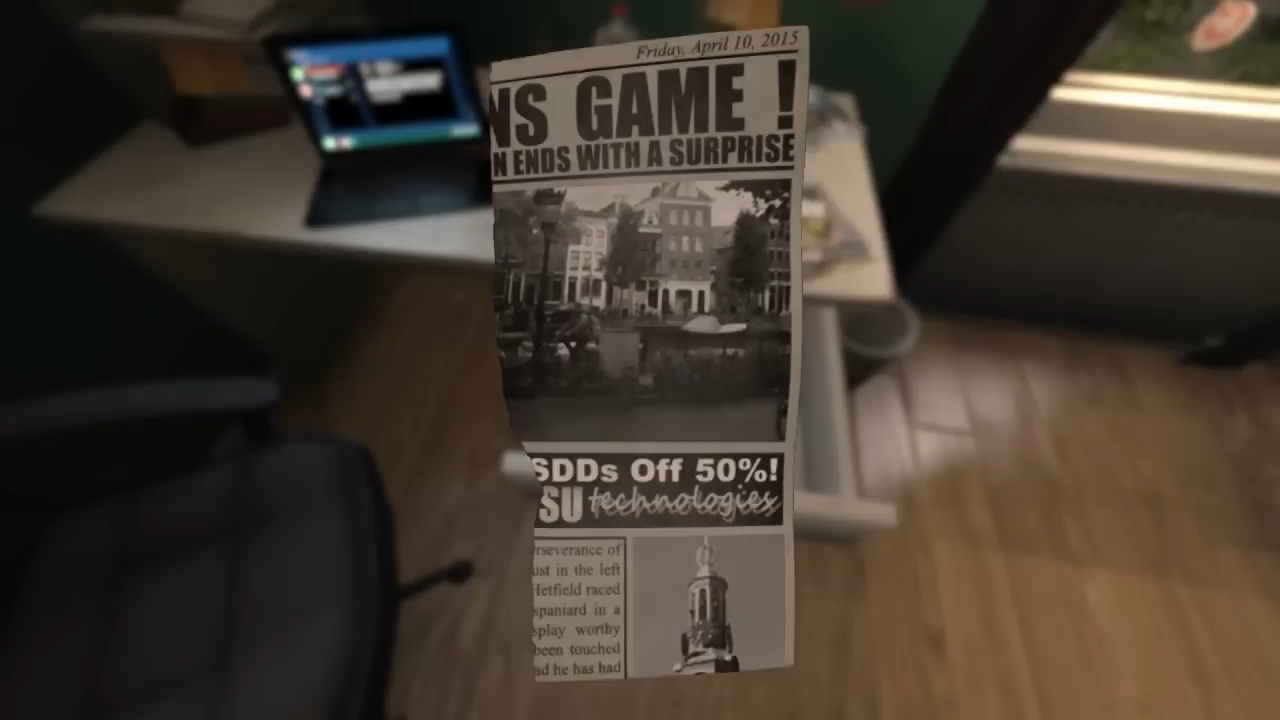 Friday, April 10, 2015
NS GAME !
N ENDS WITH A SURPRISE
SDDs Off 50%!
SU technologies
rseverance of
ust in the left
Hetfield raced
spaniard in a
splay worthy
been touched
nd he has had